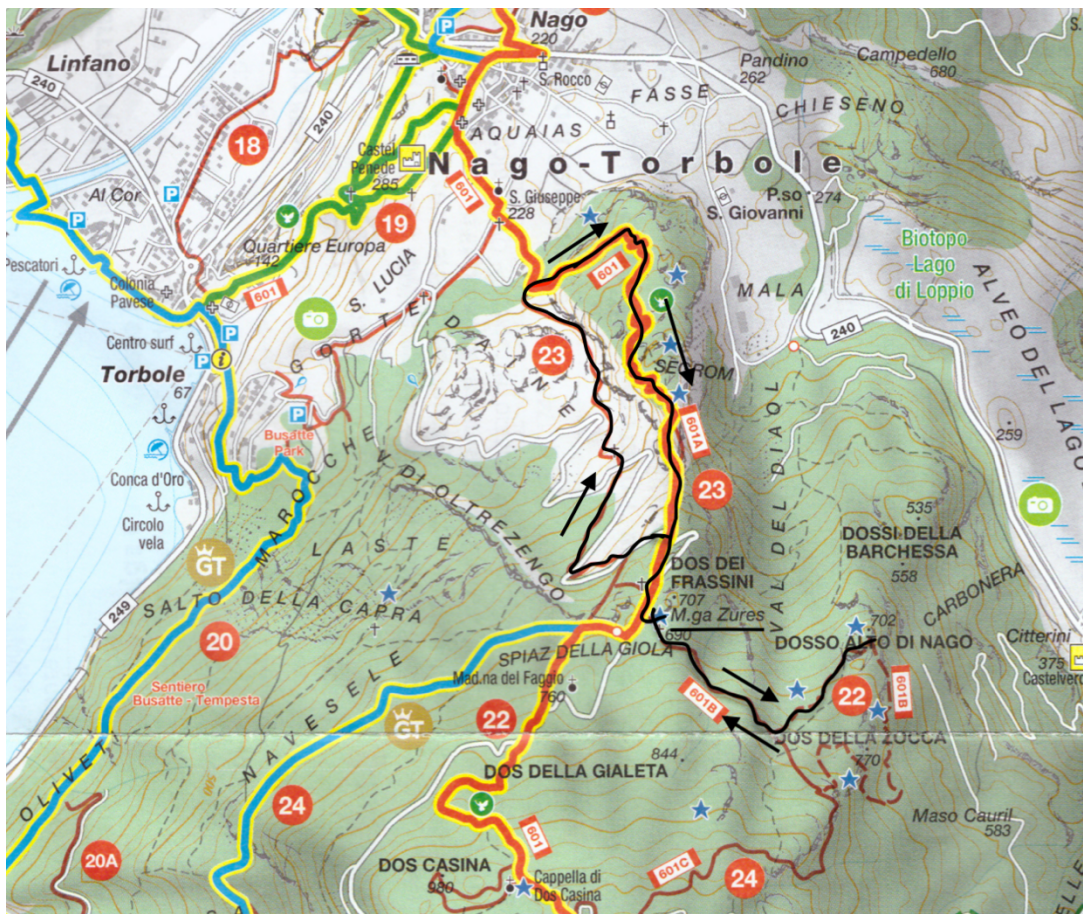 Nago
220
Linfano
240
P
S. Rocco
Pandino
262
Campedello
680
S.
FASSE
CHIESENO
240
18
AQUAIAS
Castel
Penede
285
Nago-Torbole
Al Cor
P
601
S. Giuseppe
228
P.so
274
S. Giovanni
P
19
Quartiere Europa
142
Biotopo
Lago
di Loppio
Pescatori
Colonia
Pavese
601
S. LUCIA
601
MALA
ALVEO DEL LAGO
P
GORTE
DAINE
240
Centro surf
P
i
23
SEGROM
Torbole
67
P
601A
Busatte
Park
259
23
VAL DEL DIAOL
Conca d'Oro
MAROCCHE
V. DI OLTREZENGO
535
Circolo
vela
DOSSI DELLA
BARCHESSA
LASTE
GT
DOS DEI
FRASSINI
558
CARBONERA
249
SALTO DELLA CAPRA
707
M.ga Zures
690
702
20
DOSSO ALTO DI NAGO
Citterini
375
Castelverde
SPIAZ DELLA GIOLA
Mad.na del Faggio
760
Sentiero
Busatte - Tempesta
601B
22
601B
22
GT
DOS DELLA ZOCCA
NAVESELE
OLIVET
844
770
DOS DELLA GIALETA
24
Maso Cauril
583
601
20A
DOS CASINA
980
601C
24
Cappella di
Dos Casina